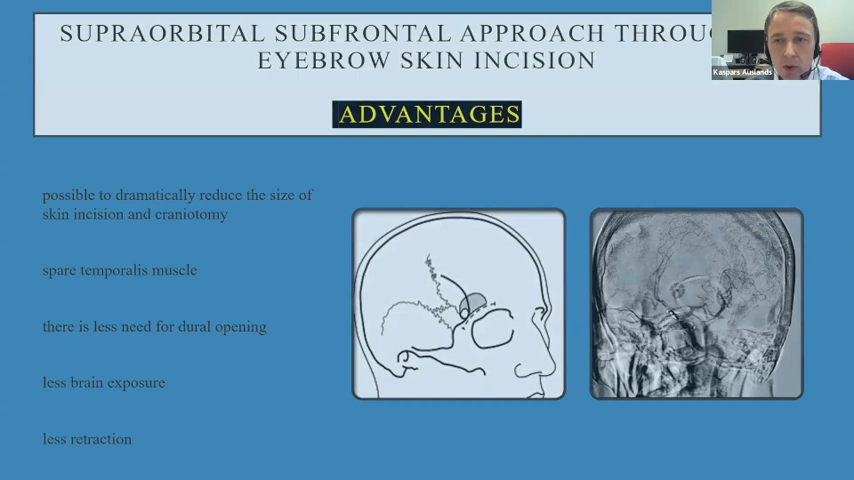 SUPRAORBITAL SUBFRONTAL APPROACH THROU
EYEBROW SKIN INCISION
ADVANTAGES
Kaspars Auslands
possible to dramatically reduce the size of
skin incision and craniotomy
spare temporalis muscle
there is less need for dural opening
less brain exposure
less retraction